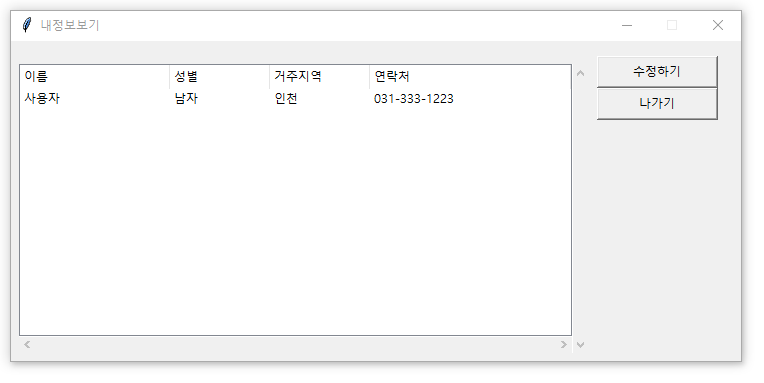 내정보보기
이름 성별 거주지역 연락처
사용자 남자 인천 031-333-1223
수정하기
나가기